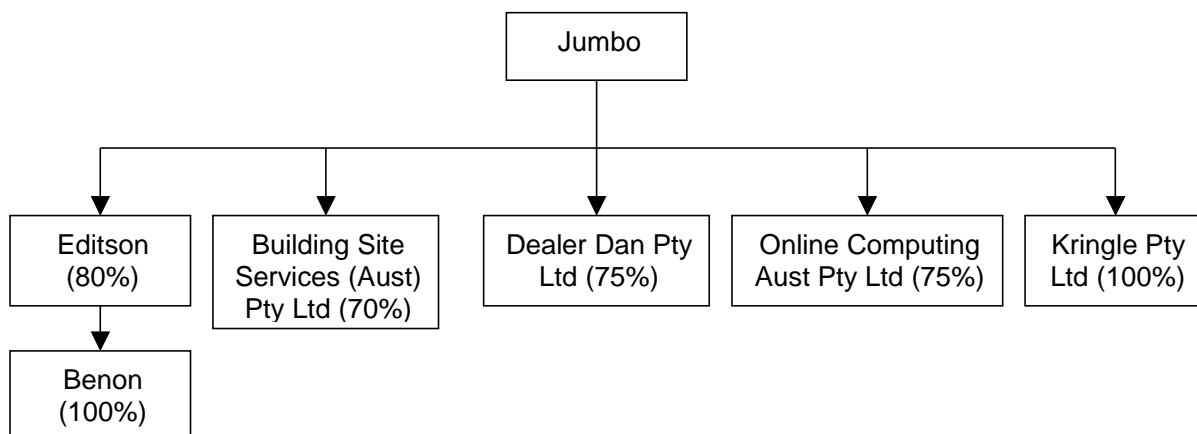 Jumbo
Editson
(80%)
Building Site
Services (Aust)
Pty Ltd (70%)
Dealer Dan Pty
Ltd (75%)
Online Computing
Aust Pty Ltd (75%)
Kringle Pty
Ltd (100%)
Benon
(100%)